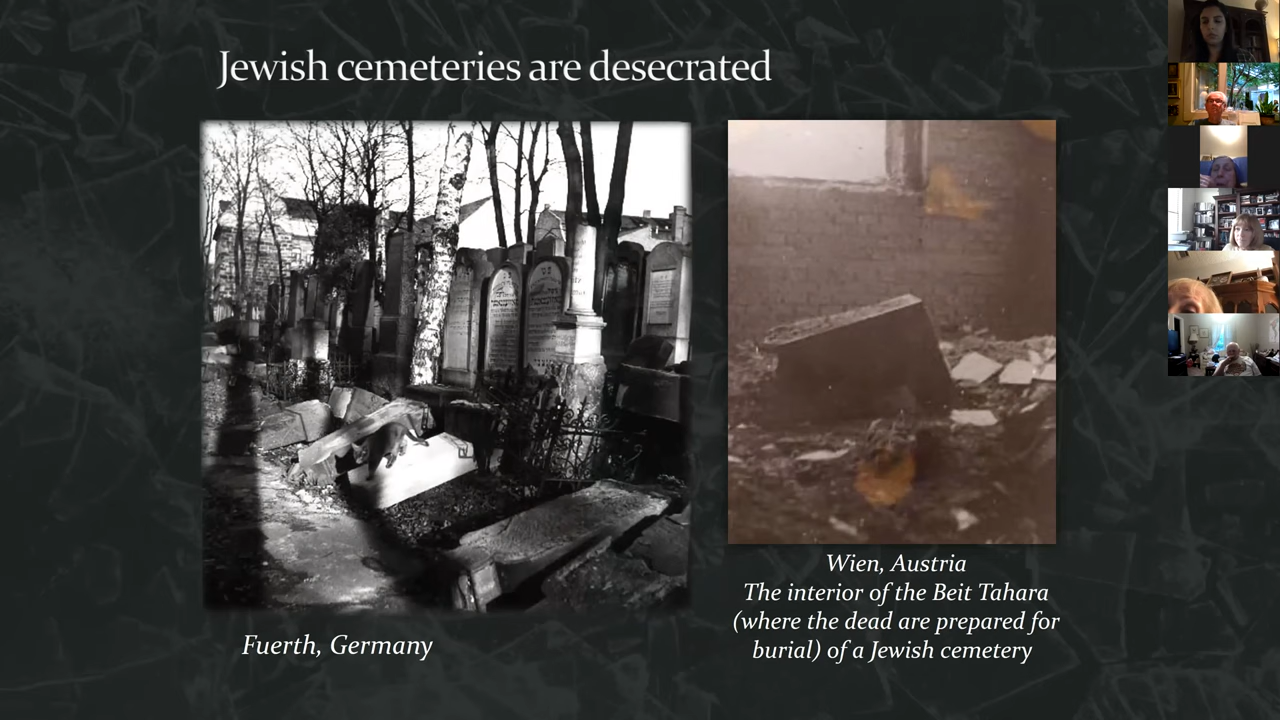 Jewish cemeteries are desecrated
Fuerth, Germany
Wien, Austria
The interior of the Beit Tahara
(where the dead are prepared for
burial) of a Jewish cemetery